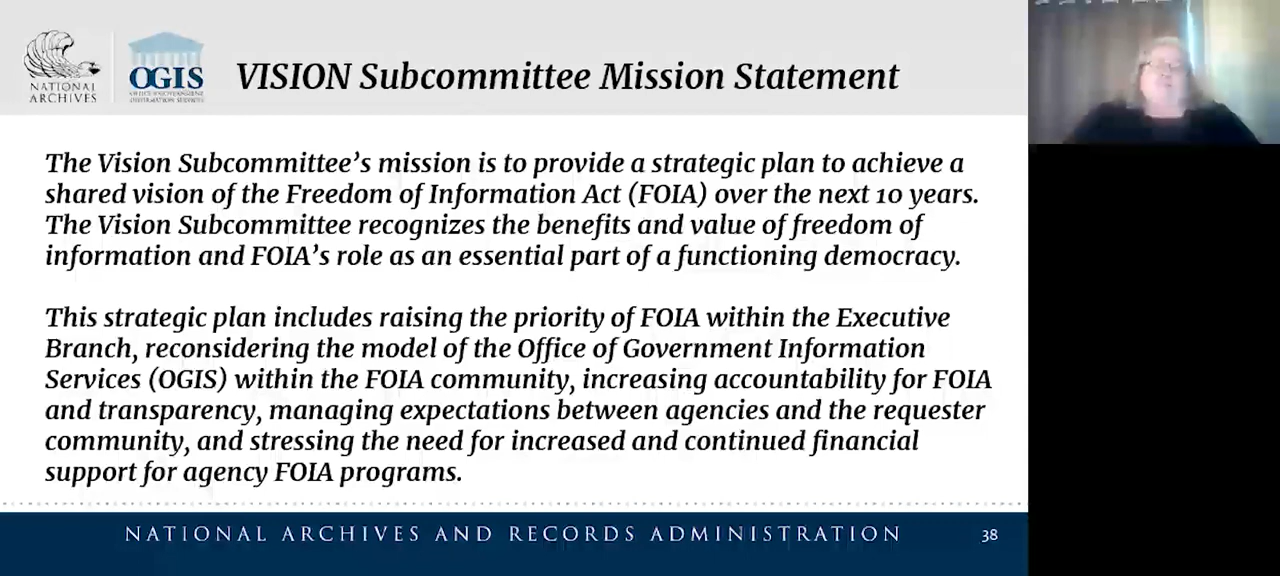 NATIONAL
ARCHIVES
OGIS
VISION Subcommittee Mission Statement
The Vision Subcommittee's mission is to provide a strategic plan to achieve a
shared vision of the Freedom of Information Act (FOIA) over the next 10 years.
The Vision Subcommittee recognizes the benefits and value of freedom of
information and FOIA's role as an essential part of a functioning democracy.
This strategic plan includes raising the priority of FOIA within the Executive
Branch, reconsidering the model of the Office of Government Information
Services (OGIS) within the FOIA community, increasing accountability for FOIA
and transparency, managing expectations between agencies and the requester
community, and stressing the need for increased and continued financial
support for agency FOIA programs.
NATIONAL ARCHIVES AND RECORDS ADMINISTRATION
38